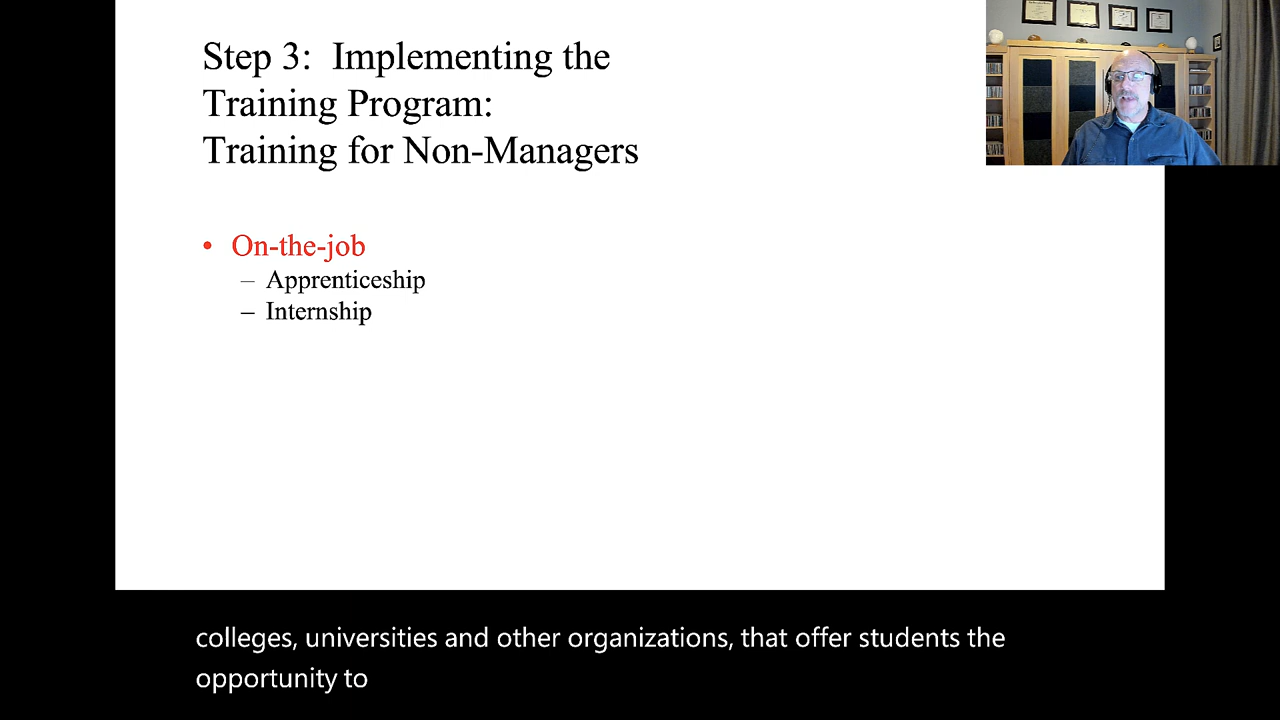 Step 3: Implementing the
Training Program:
Training for Non-Managers
• On-the-job
– Apprenticeship
– Internship
colleges, universities and other organizations, that offer students the
opportunity to